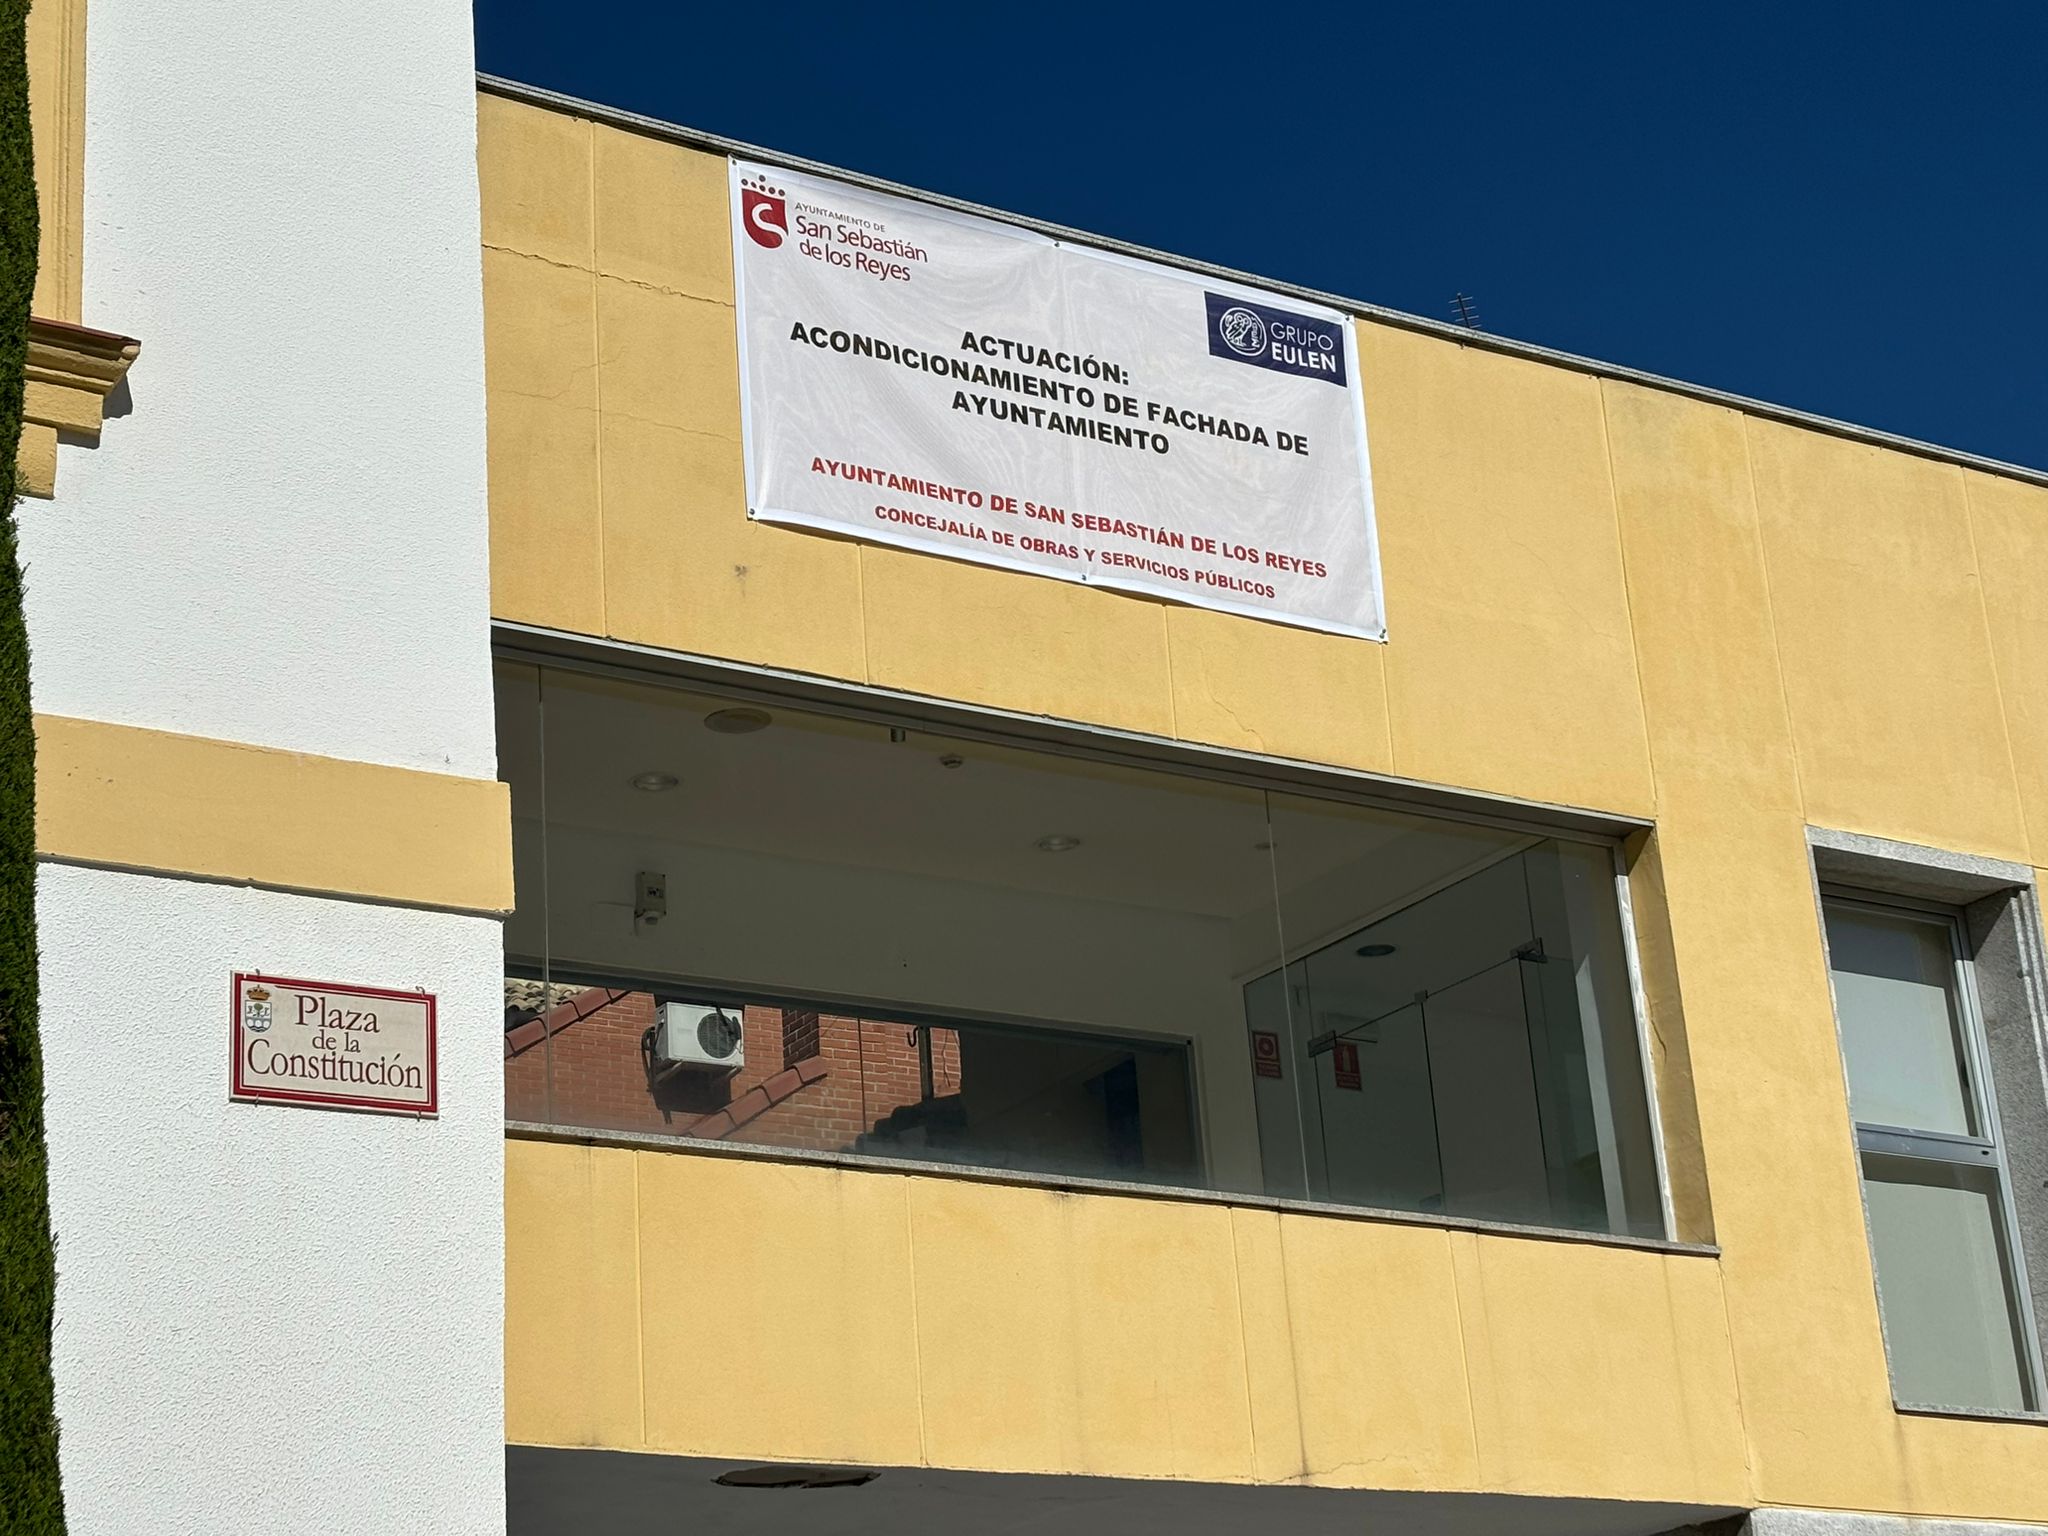 AYUNTAMIENTO DE
San Sebastián
de los Reyes
GRUPO
EULEN
ACTUACIÓN:
ACONDICIONAMIENTO DE FACHADA DE
AYUNTAMIENTO
AYUNTAMIENTO DE SAN SEBASTIÁN DE LOS REYES
CONCEJALÍA DE OBRAS Y SERVICIOS PÚBLICOS
Plaza
de la
Constitución